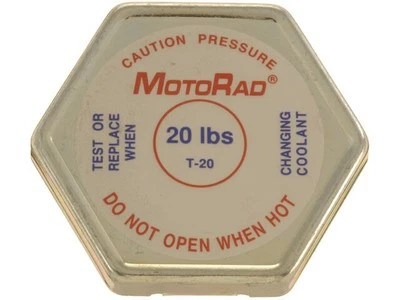 CAUTION PRESSURE
MOTORAD®
TEST OR
REPLACE
WHEN
20 lbs
T-20
CHANGING
COOLANT
DO NOT OPEN WHEN HOT